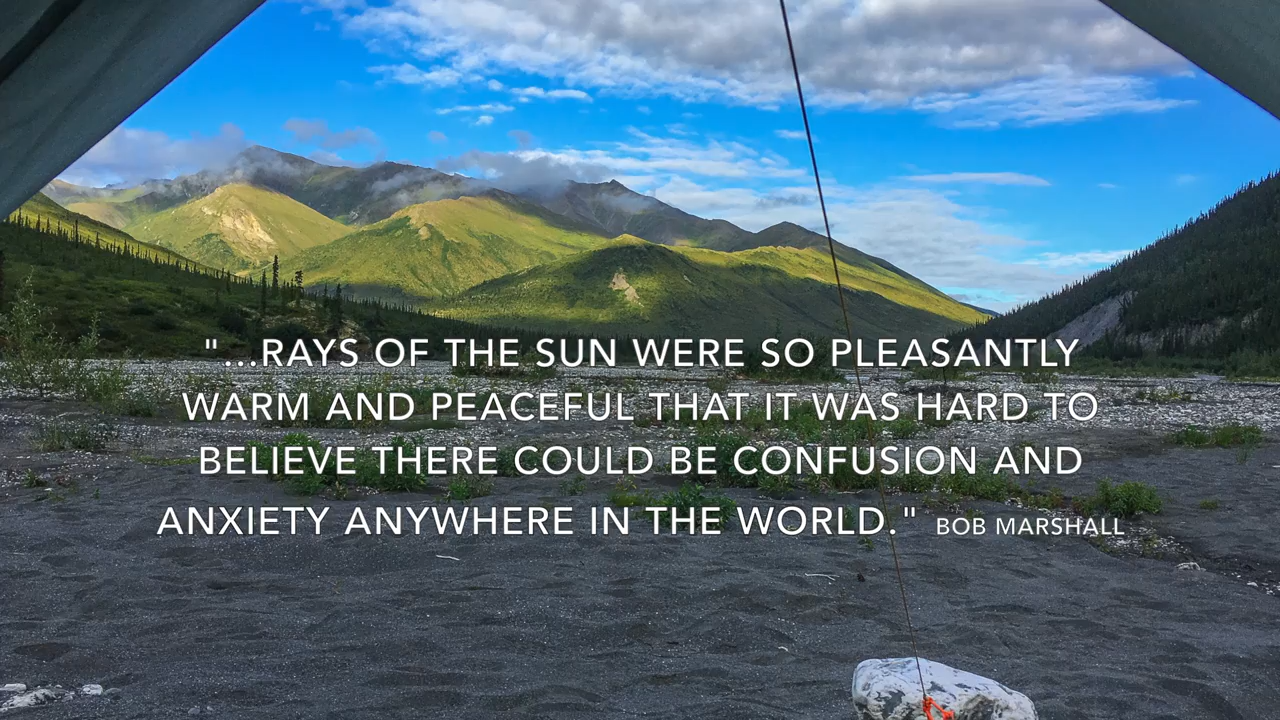 "...RAYS OF THE SUN WERE SO PLEASANTLY
WARM AND PEACEFUL THAT IT WAS HARD TO
BELIEVE THERE COULD BE CONFUSION AND
ANXIETY ANYWHERE IN THE WORLD." BOB MARSHALL